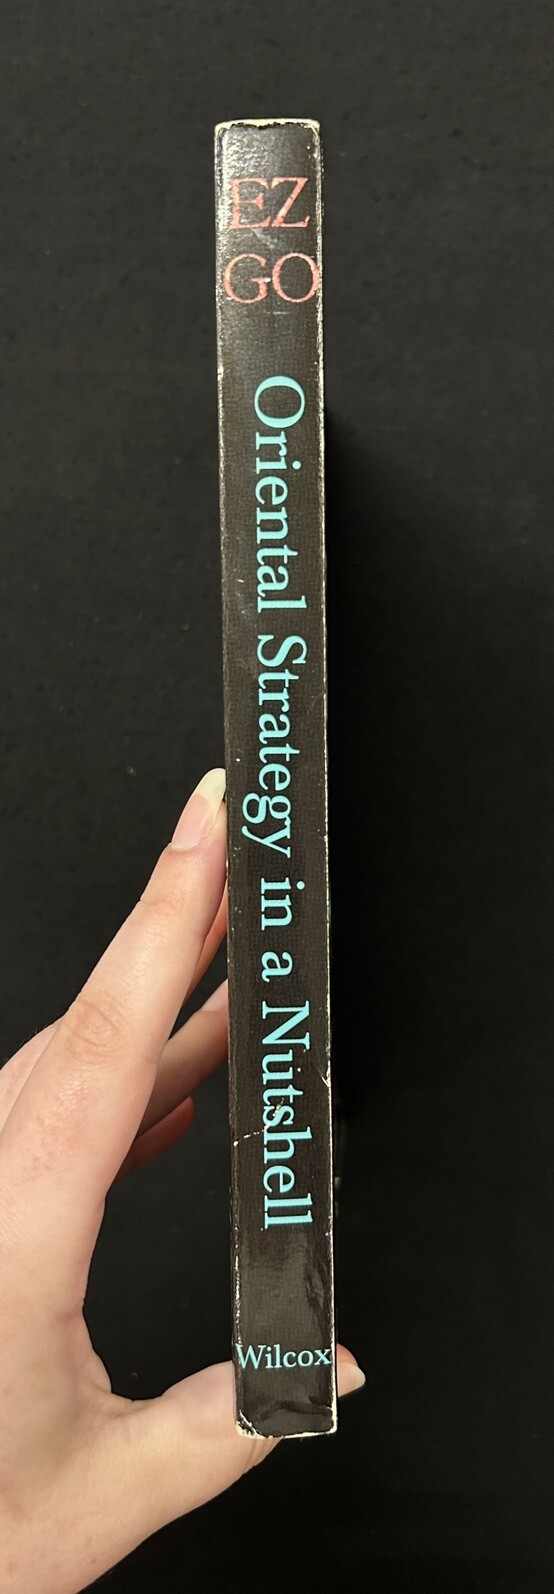 EZ
GO
Oriental Strategy in a Nutshell
Wilcox